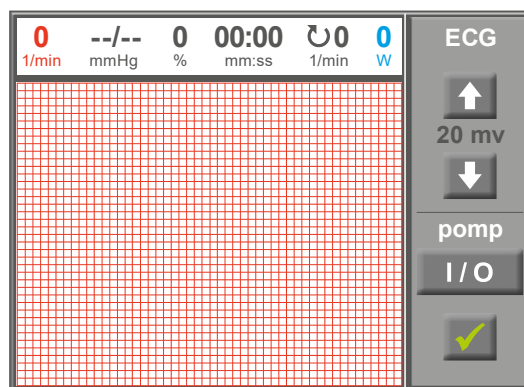 0 --/-- 0 00:00 ↻0 0
1/min mmHg % mm:ss 1/min W
ECG
20 mv
pomp
I / O